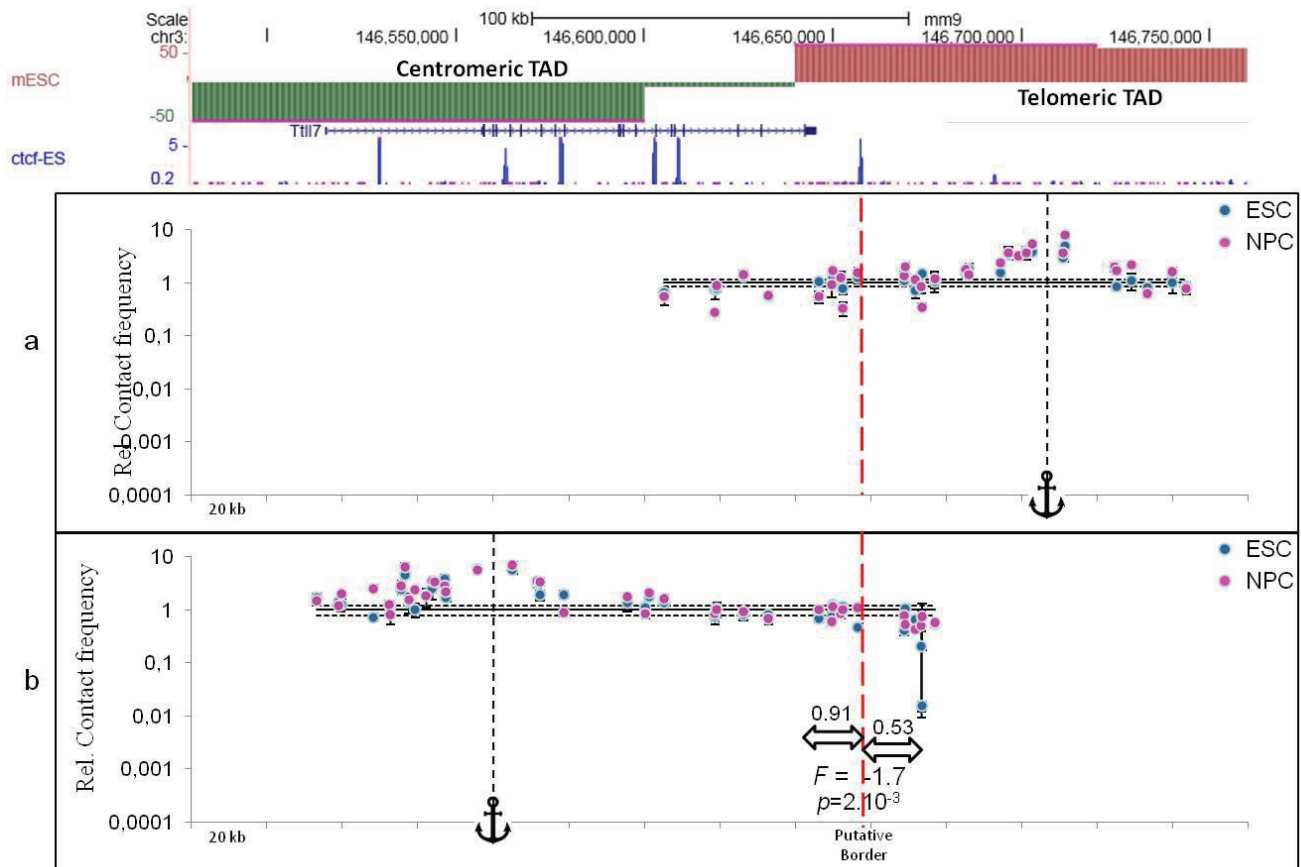 Scale 100 kb mm9
chr3: 146,550,000 146,600,000 146,650,000 146,700,000 146,750,000
50
mESC Centromeric TAD
Telomeric TAD
-50
Ttll7
5
ctcf-ES
0.2
a
Rel. Contact frequency
10
1
0,1
0,01
0,001
0,0001
ESC
NPC
20 kb
b
Rel. Contact frequency
10
1
0,1
0,01
0,001
0,0001
ESC
NPC
0.91 0.53
F = -1.7
p=2.10-3
20 kb
Putative
Border